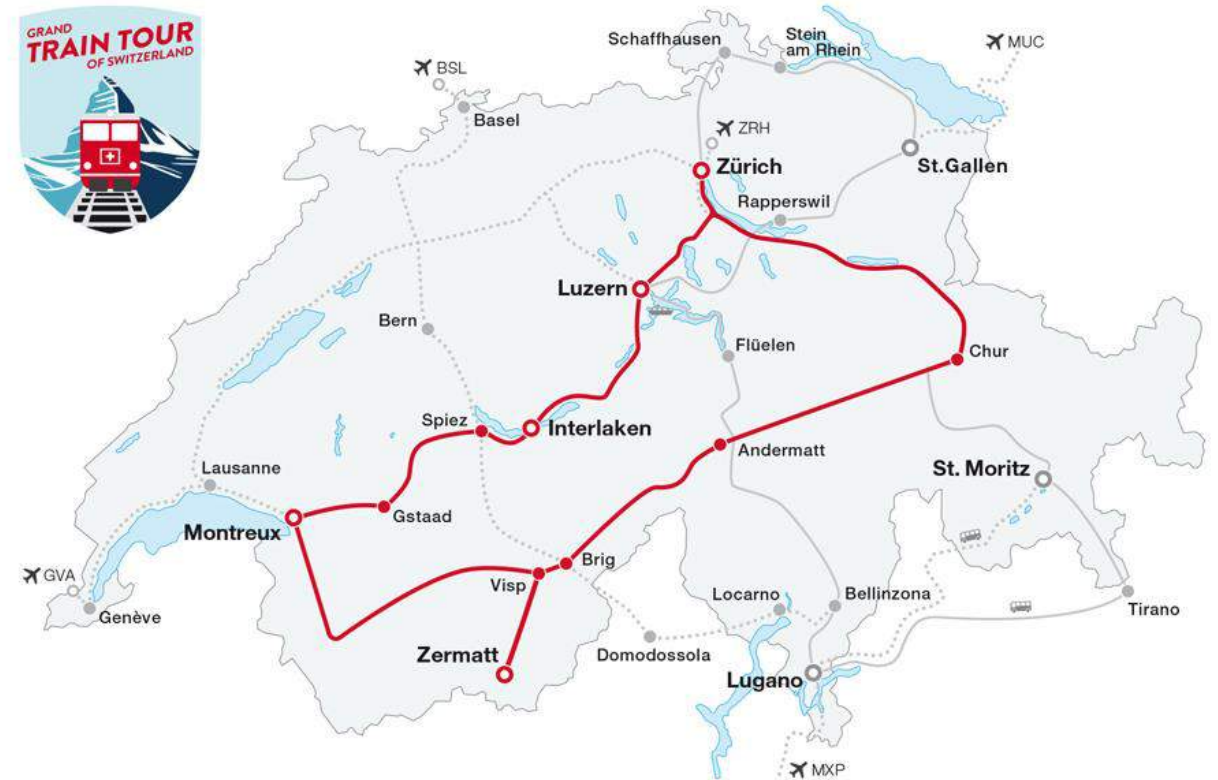 GRAND
TRAIN TOUR
OF SWITZERLAND
Schaffhausen
Stein
am Rhein
MUC
BSL
Basel
ZRH
Zürich
St.Gallen
Rapperswil
Luzern
Bern
Flüelen
Chur
Spiez
Interlaken
Andermatt
Lausanne
St. Moritz
Gstaad
Montreux
Brig
Visp
GVA
Genève
Locarno
Bellinzona
Tirano
Domodossola
Zermatt
Lugano
MXP